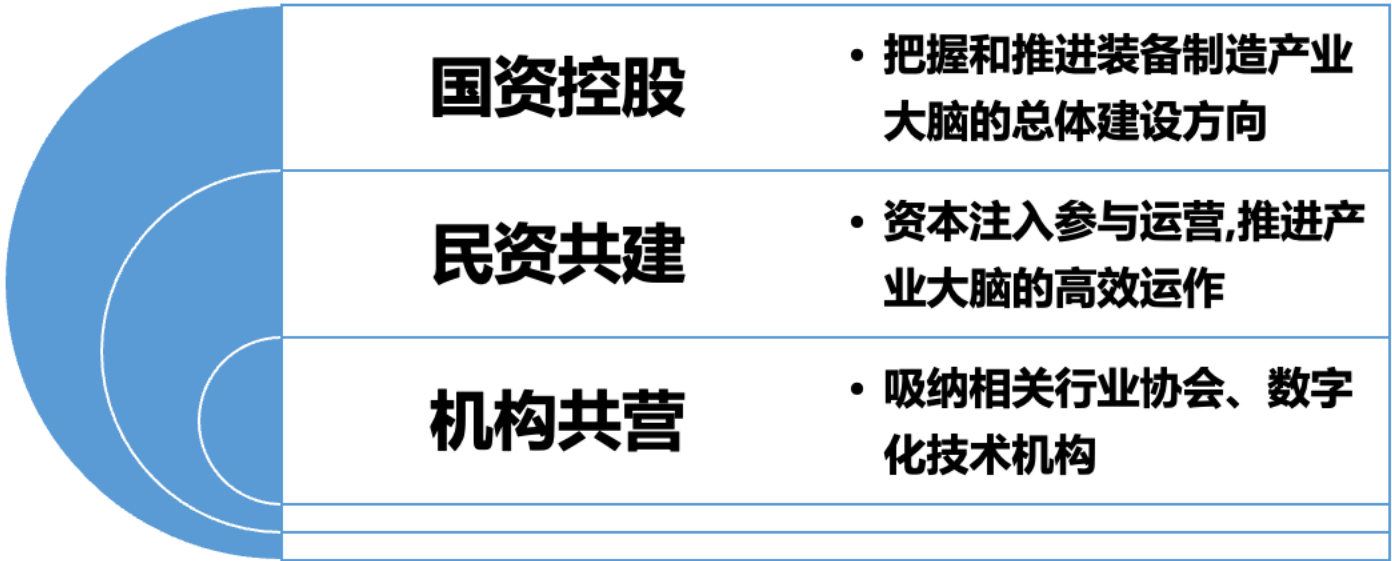 国资控股
• 把握和推进装备制造产业
大脑的总体建设方向
民资共建
• 资本注入参与运营,推进产
业大脑的高效运作
机构共营
• 吸纳相关行业协会、数字
化技术机构